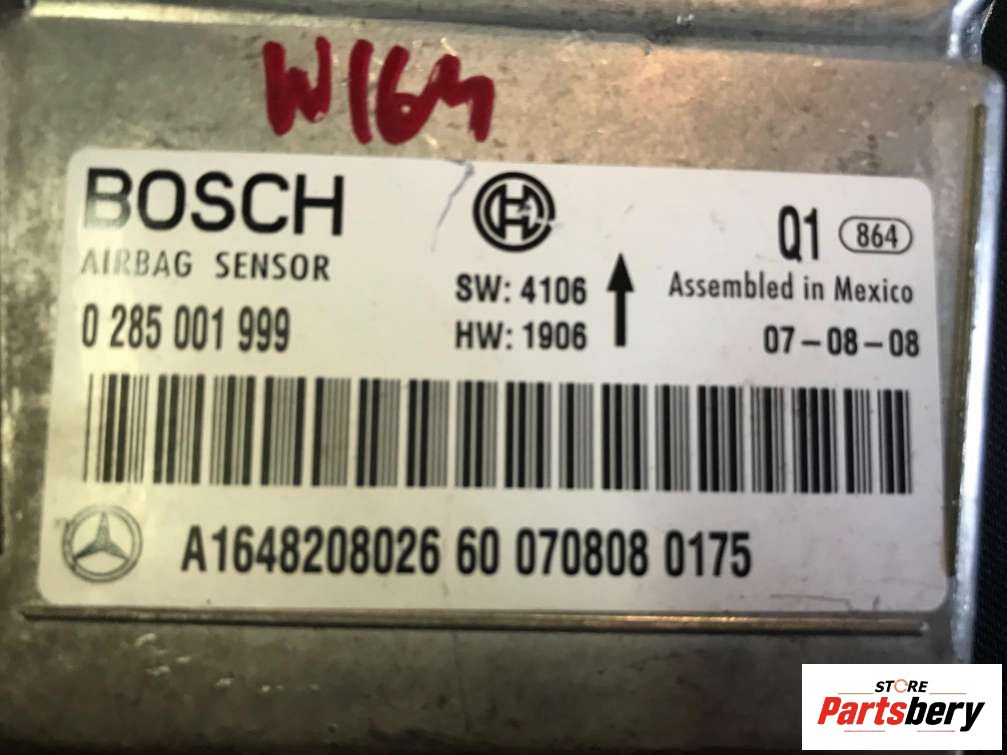 W164
BOSCH
AIRBAG SENSOR
0 285 001 999
SW: 4106
HW: 1906
Q1 864
Assembled in Mexico
07-08-08
A1648208026 60 070808 0175
STORE
Partsbery